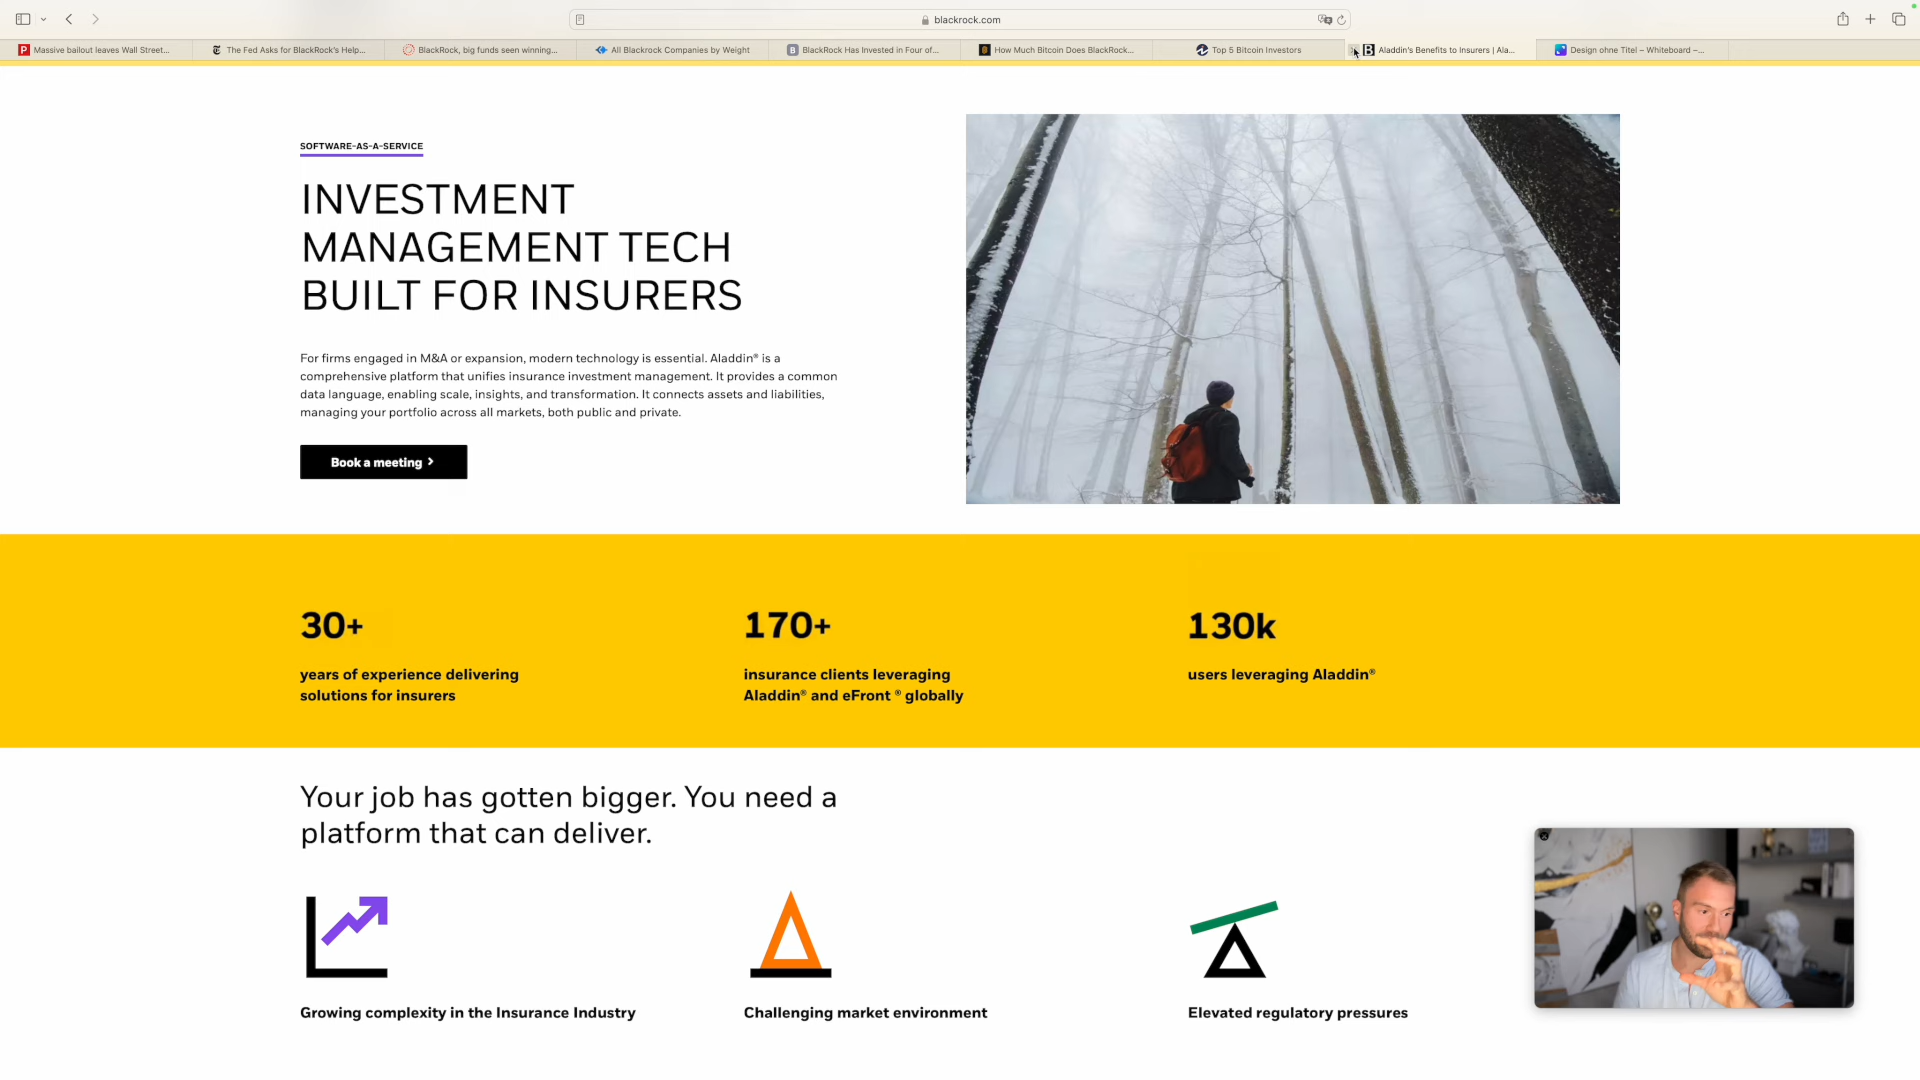 blackrock.com
Massive bailout leaves Wall Street...
The Fed Asks for BlackRock's Help...
BlackRock, big funds seen winning...
All Blackrock Companies by Weight
BlackRock Has Invested in Four of...
How Much Bitcoin Does BlackRock...
Top 5 Bitcoin Investors
Aladdin's Benefits to Insurers | Ala...
Design ohne Titel – Whiteboard –...
SOFTWARE-AS-A-SERVICE
INVESTMENT
MANAGEMENT TECH
BUILT FOR INSURERS
For firms engaged in M&A or expansion, modern technology is essential. Aladdin® is a
comprehensive platform that unifies insurance investment management. It provides a common
data language, enabling scale, insights, and transformation. It connects assets and liabilities,
managing your portfolio across all markets, both public and private.
Book a meeting
30+
years of experience delivering
solutions for insurers
170+
insurance clients leveraging
Aladdin® and eFront ® globally
130k
users leveraging Aladdin®
Your job has gotten bigger. You need a
platform that can deliver.
Growing complexity in the Insurance Industry
Challenging market environment
Elevated regulatory pressures